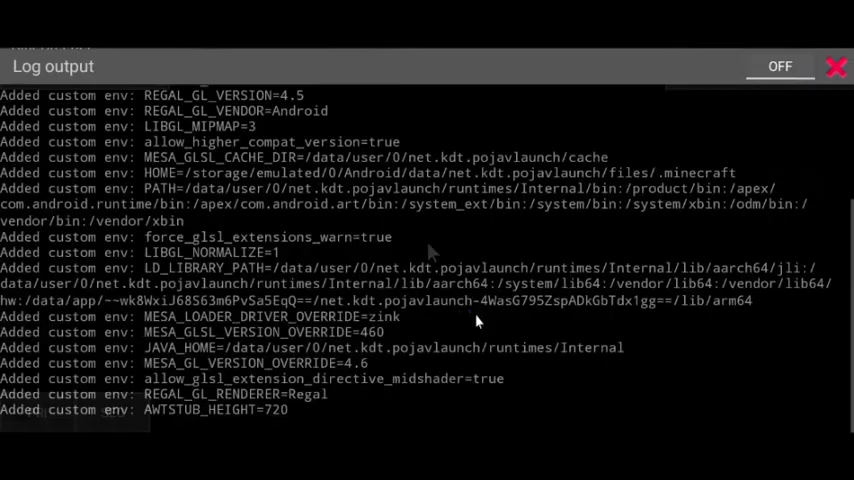 Log output
OFF
Added custom env: REGAL_GL_VERSION=4.5
Added custom env: REGAL_GL_VENDOR=Android
Added custom env: LIBGL_MIPMAP=3
Added custom env: allow_higher_compat_version=true
Added custom env: MESA_GLSL_CACHE_DIR=/data/user/0/net.kdt.pojavlaunch/cache
Added custom env: HOME=/storage/emulated/0/Android/data/net.kdt.pojavlaunch/files/.minecraft
Added custom env: PATH=/data/user/0/net.kdt.pojavlaunch/runtimes/Internal/bin:/product/bin:/apex/
com.android.runtime/bin:/apex/com.android.art/bin:/system_ext/bin:/system/bin:/system/xbin:/odm/bin:/
vendor/bin:/vendor/xbin
Added custom env: force_glsl_extensions_warn=true
Added custom env: LIBGL_NORMALIZE=1
Added custom env: LD_LIBRARY_PATH=/data/user/0/net.kdt.pojavlaunch/runtimes/Internal/lib/aarch64/jli:/
data/user/0/net.kdt.pojavlaunch/runtimes/Internal/lib/aarch64:/system/lib64:/vendor/lib64:/vendor/lib64/
hw:/data/app/~~wk8WxiJ68S63m6PvSa5EqQ==/net.kdt.pojavlaunch-4WasG795ZspADkGbTdx1gg==/lib/arm64
Added custom env: MESA_LOADER_DRIVER_OVERRIDE=zink
Added custom env: MESA_GLSL_VERSION_OVERRIDE=460
Added custom env: JAVA_HOME=/data/user/0/net.kdt.pojavlaunch/runtimes/Internal
Added custom env: MESA_GL_VERSION_OVERRIDE=4.6
Added custom env: allow_glsl_extension_directive_midshader=true
Added custom env: REGAL_GL_RENDERER=Regal
Added custom env: AWTSTUB_HEIGHT=720